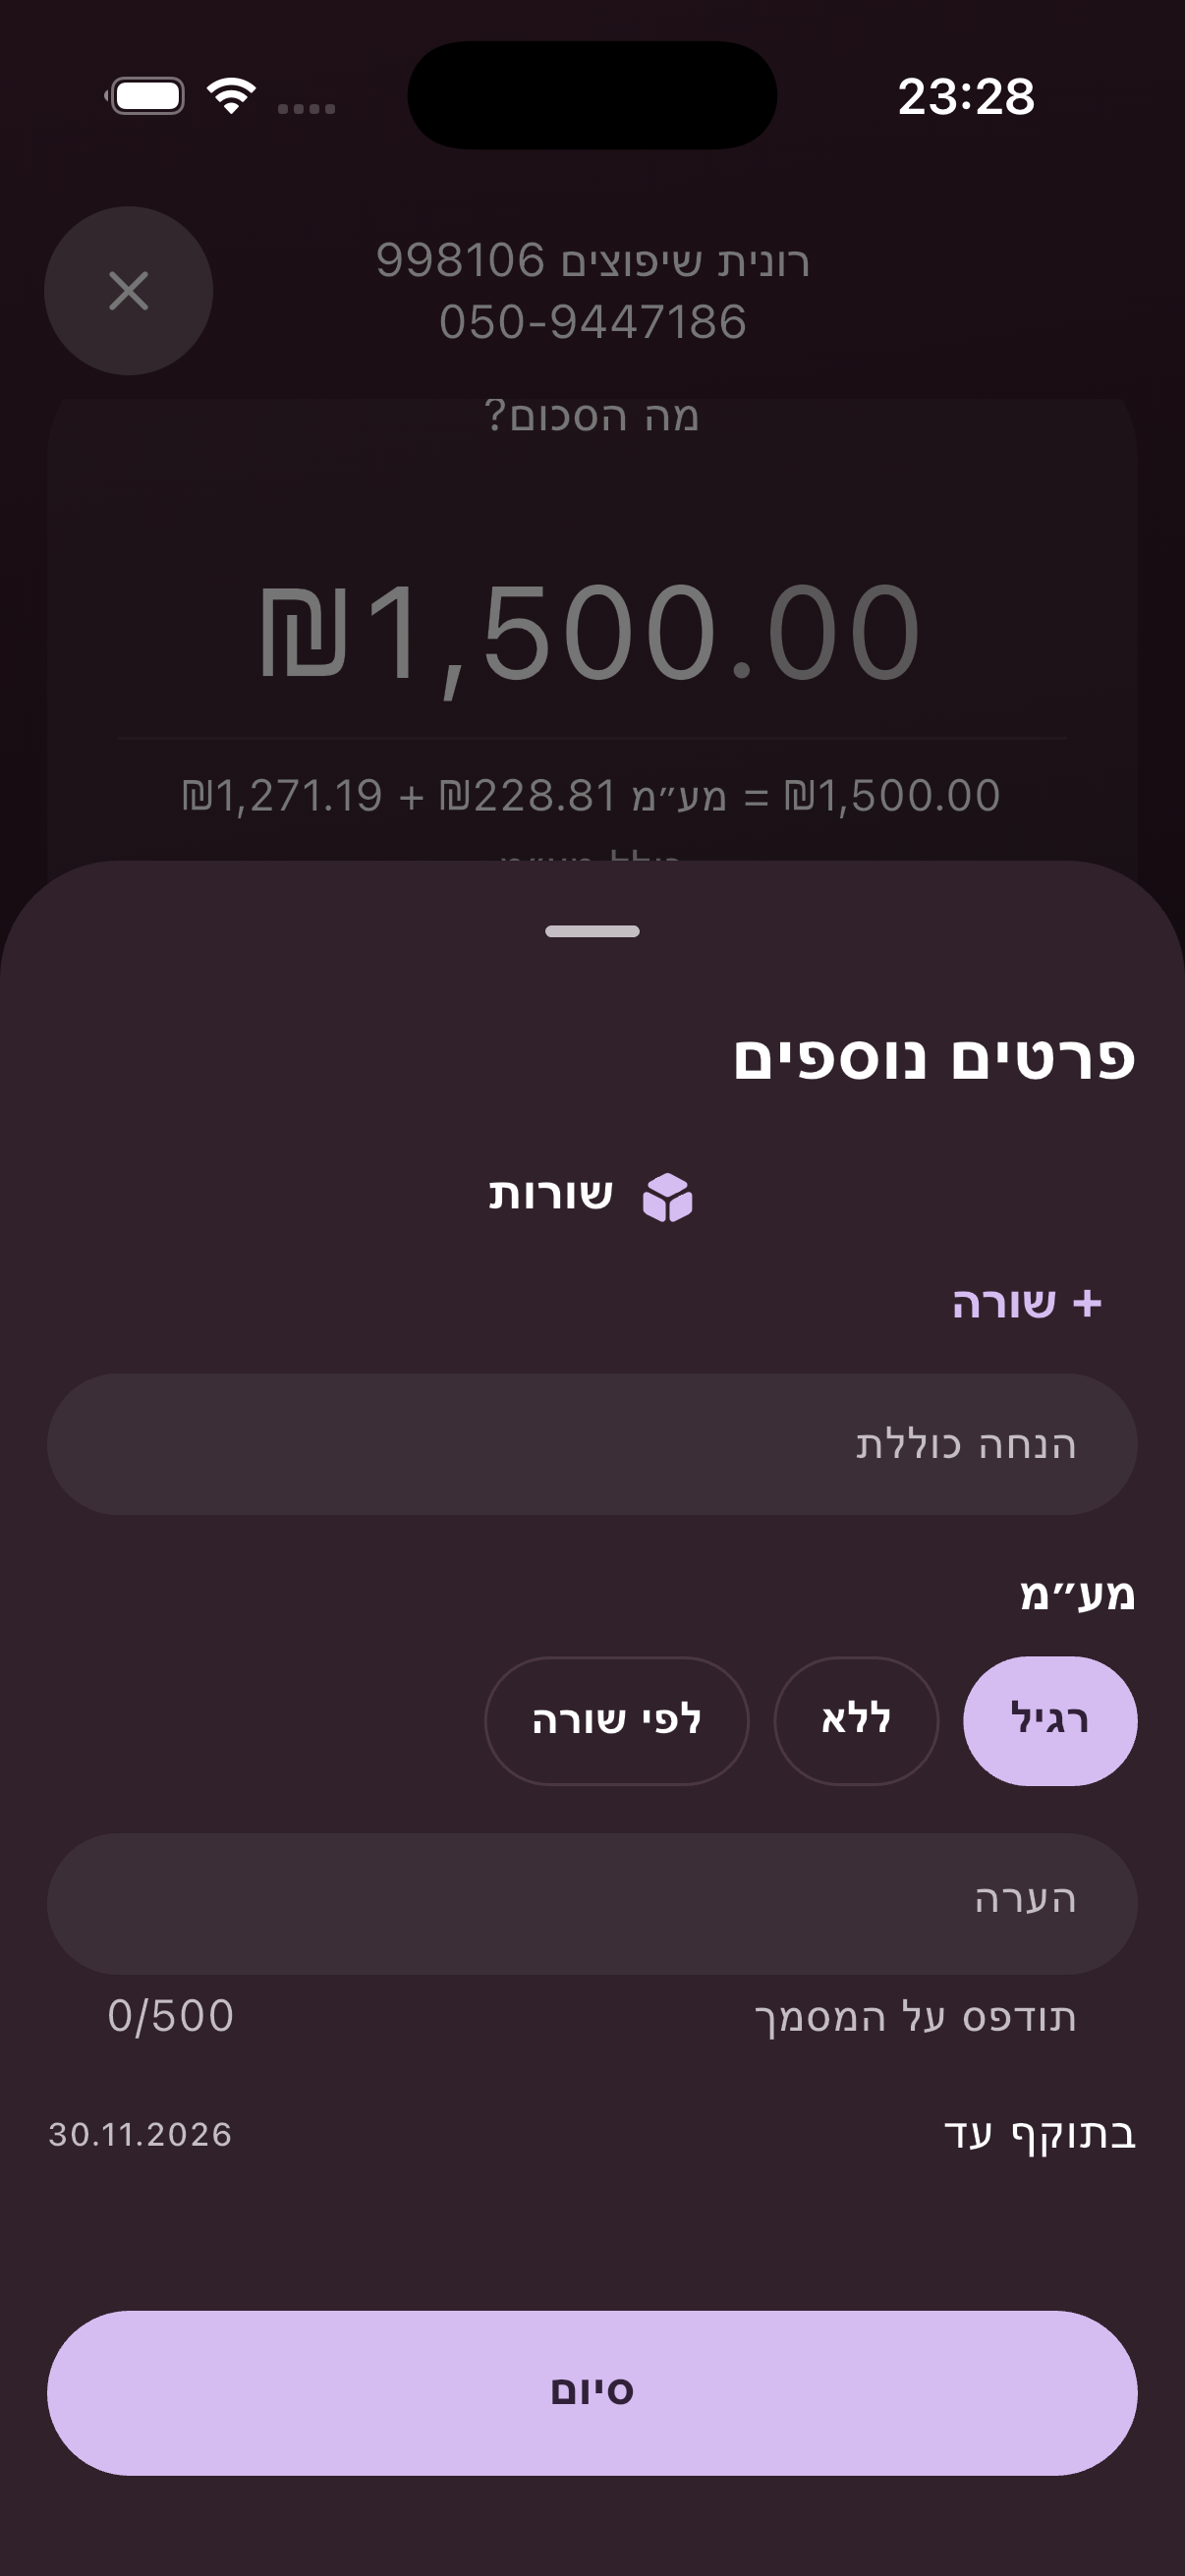 23:28
רונית שיפוצים 998106
050-9447186
מה הסכום?
₪1,500.00
₪1,271.19 + ₪228.81 מע״מ = ₪1,500.00
כולל מע״מ
פרטים נוספים
שורות
+ שורה
הנחה כוללת
מע״מ
רגיל
ללא
לפי שורה
הערה
תודפס על המסמך
0/500
בתוקף עד
30.11.2026
סיום